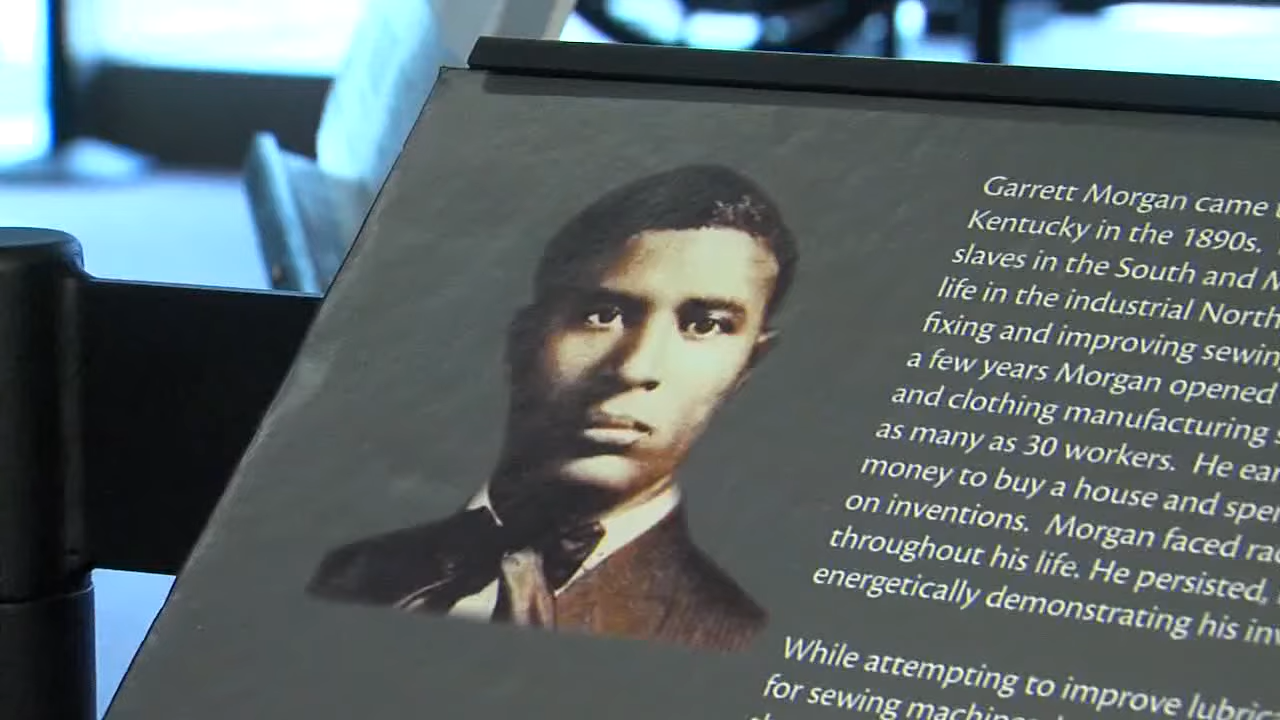 Garrett Morgan came
Kentucky in the 1890s.
slaves in the South and
life in the industrial North
fixing and improving sewing
a few years Morgan opened
and clothing manufacturing
as many as 30 workers. He
money to buy a house and
on inventions. Morgan faced
throughout his life. He persisted,
energetically demonstrating his
While attempting to improve
for sewing